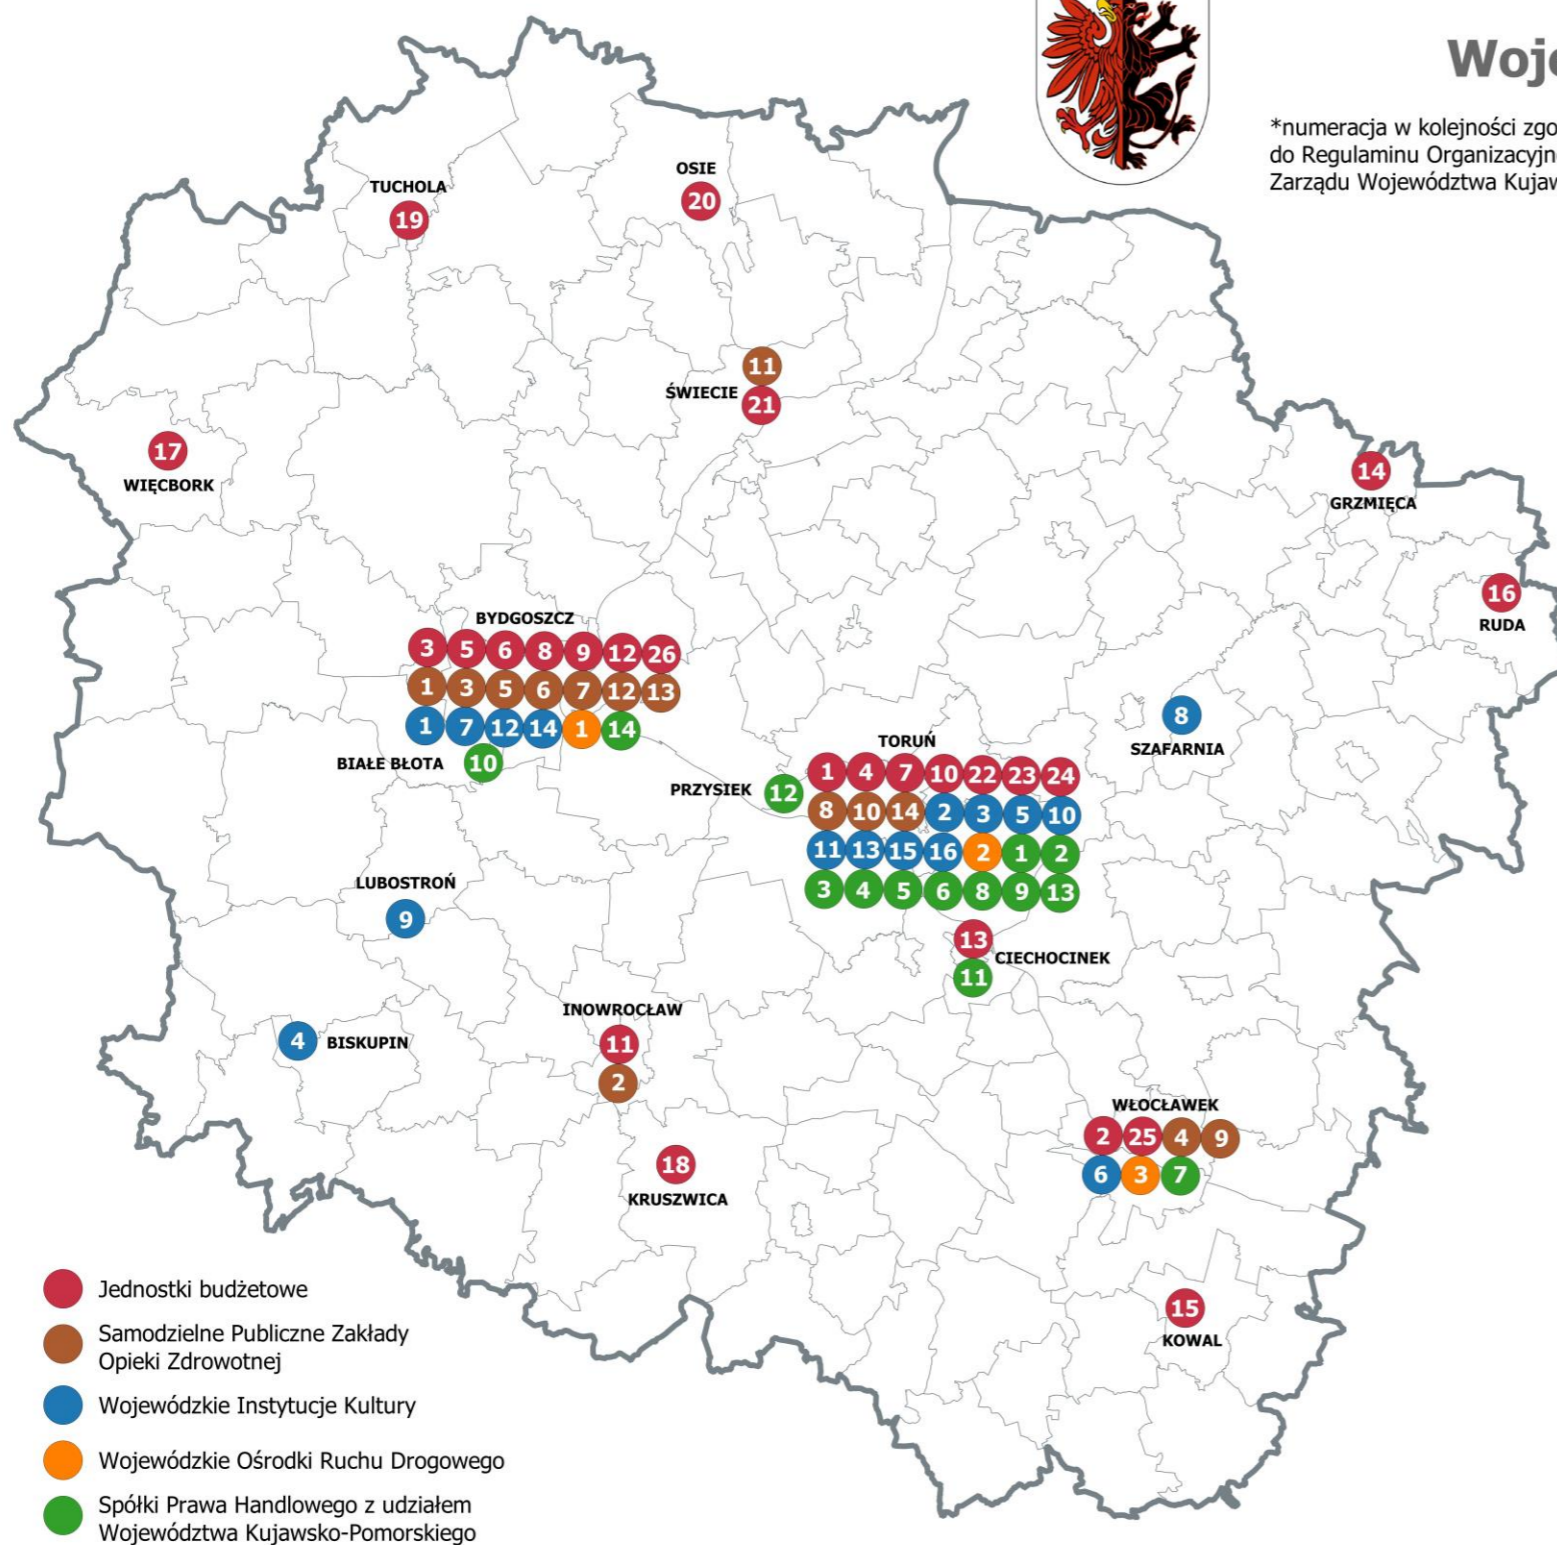 Woje
*numeracja w kolejności zgo
do Regulaminu Organizacyjne
Zarządu Województwa Kujaw
OSIE
20
TUCHOLA
19
11
ŚWIECIE
21
17
WIĘCBORK
14
GRZMIĘCA
16
RUDA
BYDGOSZCZ
3 5 6 8 9 12 26
1 3 5 6 7 12 13
1 7 12 14 1 14
BIAŁE BŁOTA 10
8
SZAFARNIA
TORUŃ
PRZYSIEK 12
1 4 7 10 22 23 24
8 10 14 2 3 5 10
11 13 15 16 2 1 2
3 4 5 6 8 9 13
LUBOSTROŃ
9
13
CIECHOCINEK
11
INOWROCŁAW
11
2
4 BISKUPIN
WŁOCŁAWEK
2 25 4 9
6 3 7
18
KRUSZWICA
15
KOWAL
Jednostki budżetowe
Samodzielne Publiczne Zakłady
Opieki Zdrowotnej
Wojewódzkie Instytucje Kultury
Wojewódzkie Ośrodki Ruchu Drogowego
Spółki Prawa Handlowego z udziałem
Województwa Kujawsko-Pomorskiego